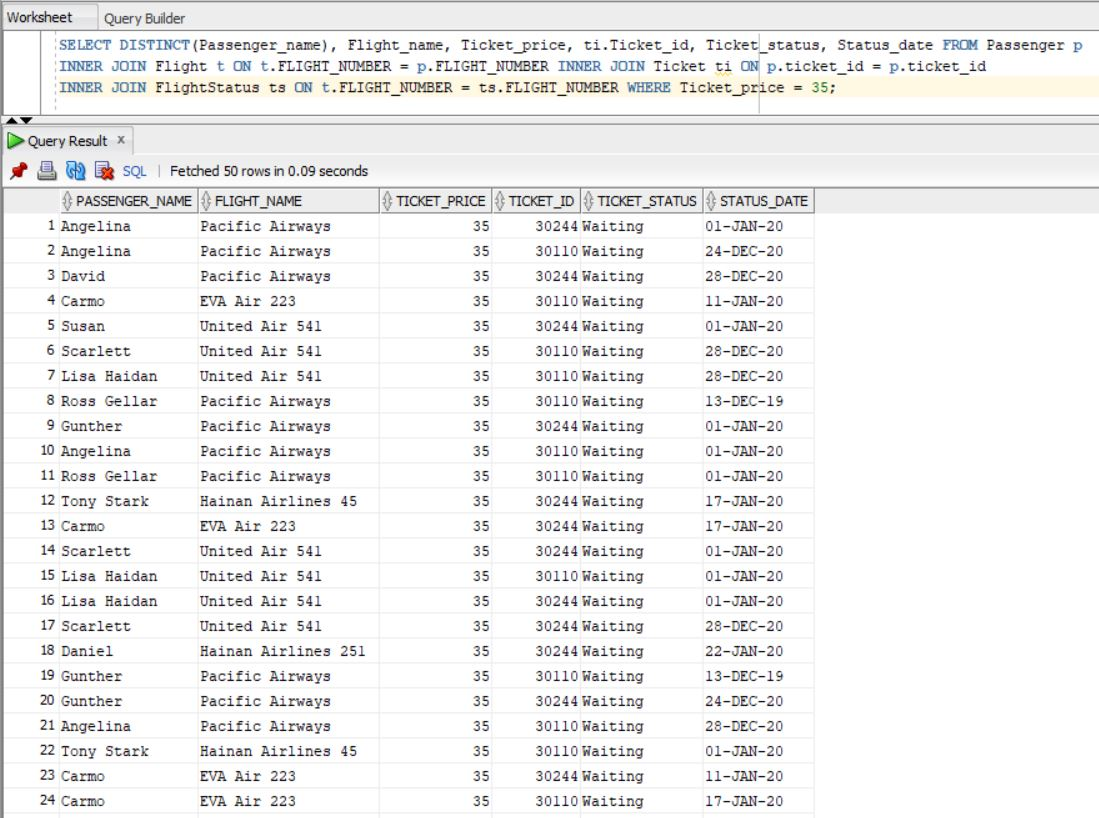 Worksheet Query Builder
SELECT DISTINCT(Passenger_name), Flight_name, Ticket_price, ti.Ticket_id, Ticket_status, Status_date FROM Passenger p
INNER JOIN Flight t ON t.FLIGHT_NUMBER = p.FLIGHT_NUMBER INNER JOIN Ticket ti ON p.ticket_id = p.ticket_id
INNER JOIN FlightStatus ts ON t.FLIGHT_NUMBER = ts.FLIGHT_NUMBER WHERE Ticket_price = 35;
Query Result x
SQL | Fetched 50 rows in 0.09 seconds
PASSENGER_NAME FLIGHT_NAME TICKET_PRICE TICKET_ID TICKET_STATUS STATUS_DATE
1 Angelina Pacific Airways 35 30244 Waiting 01-JAN-20
2 Angelina Pacific Airways 35 30110 Waiting 24-DEC-20
3 David Pacific Airways 35 30244 Waiting 28-DEC-20
4 Carmo EVA Air 223 35 30110 Waiting 11-JAN-20
5 Susan United Air 541 35 30244 Waiting 01-JAN-20
6 Scarlett United Air 541 35 30110 Waiting 28-DEC-20
7 Lisa Haidan United Air 541 35 30110 Waiting 28-DEC-20
8 Ross Gellar Pacific Airways 35 30110 Waiting 13-DEC-19
9 Gunther Pacific Airways 35 30244 Waiting 01-JAN-20
10 Angelina Pacific Airways 35 30110 Waiting 01-JAN-20
11 Ross Gellar Pacific Airways 35 30110 Waiting 01-JAN-20
12 Tony Stark Hainan Airlines 45 35 30244 Waiting 17-JAN-20
13 Carmo EVA Air 223 35 30244 Waiting 17-JAN-20
14 Scarlett United Air 541 35 30244 Waiting 01-JAN-20
15 Lisa Haidan United Air 541 35 30110 Waiting 01-JAN-20
16 Lisa Haidan United Air 541 35 30244 Waiting 01-JAN-20
17 Scarlett United Air 541 35 30244 Waiting 28-DEC-20
18 Daniel Hainan Airlines 251 35 30244 Waiting 22-JAN-20
19 Gunther Pacific Airways 35 30110 Waiting 13-DEC-19
20 Gunther Pacific Airways 35 30244 Waiting 24-DEC-20
21 Angelina Pacific Airways 35 30110 Waiting 28-DEC-20
22 Tony Stark Hainan Airlines 45 35 30110 Waiting 01-JAN-20
23 Carmo EVA Air 223 35 30244 Waiting 11-JAN-20
24 Carmo EVA Air 223 35 30110 Waiting 17-JAN-20